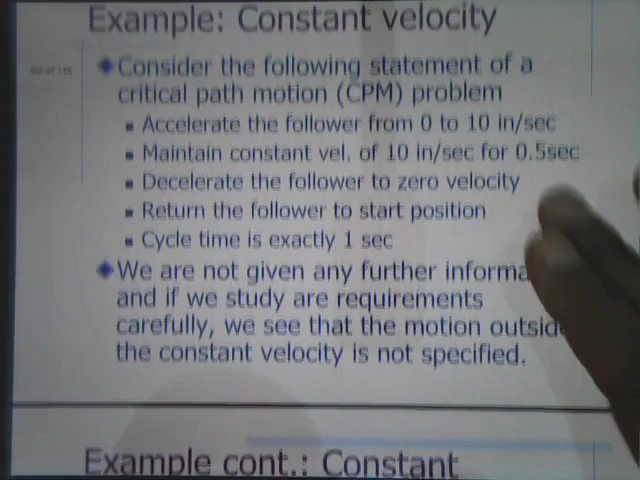 Example: Constant velocity
Consider the following statement of a
critical path motion (CPM) problem
Accelerate the follower from 0 to 10 in/sec
Maintain constant vel. of 10 in/sec for 0.5sec
Decelerate the follower to zero velocity
Return the follower to start position
Cycle time is exactly 1 sec
We are not given any further informa
and if we study are requirements
carefully, we see that the motion outsid
the constant velocity is not specified.
Example cont.: Constant